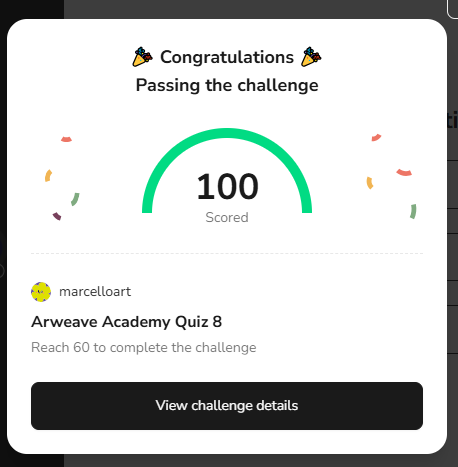 🎉 Congratulations 🎉
Passing the challenge
100
Scored
marcelloart
Arweave Academy Quiz 8
Reach 60 to complete the challenge
View challenge details